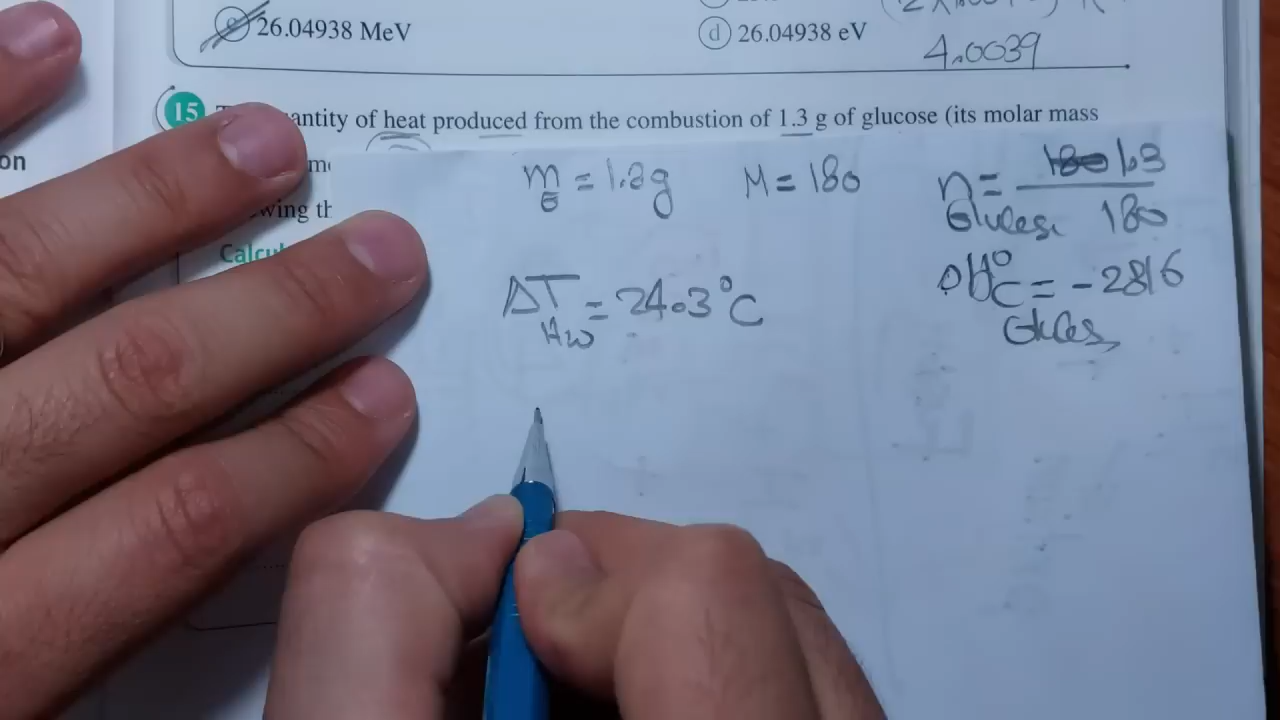 26.04938 MeV
d 26.04938 eV
4.0039
15 antity of heat produced from the combustion of 1.3 g of glucose (its molar mass
on
wing th
Calcu
m = 1.3g M = 180 n = 1.3
Glucose 180
ΔT = 24.3°C
Hw
ΔH°c = -2816